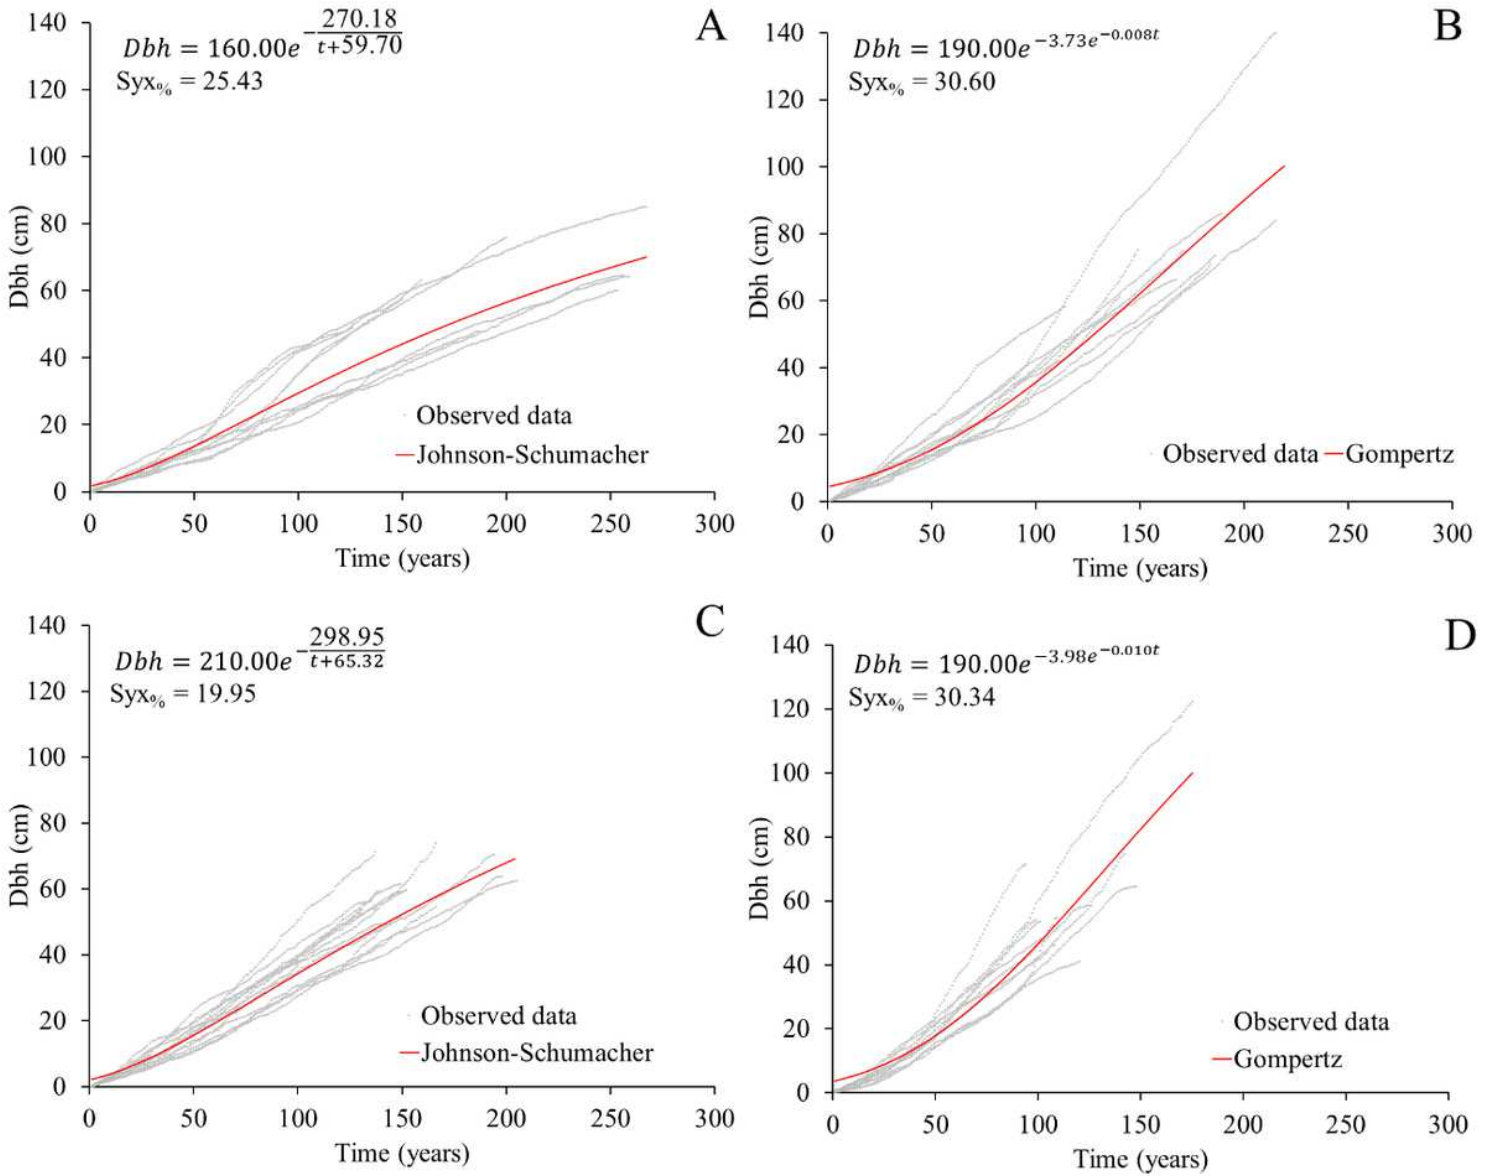 A
Dbh = 160.00e^{-\frac{270.18}{t+59.70}}
Syx% = 25.43
140
120
100
80
60
40
20
0
Dbh (cm)
Observed data
Johnson-Schumacher
0 50 100 150 200 250 300
Time (years)
B
Dbh = 190.00e^{-3.73e^{-0.008t}}
Syx% = 30.60
140
120
100
80
60
40
20
0
Dbh (cm)
Observed data Gompertz
0 50 100 150 200 250 300
Time (years)
C
Dbh = 210.00e^{-\frac{298.95}{t+65.32}}
Syx% = 19.95
140
120
100
80
60
40
20
0
Dbh (cm)
Observed data
Johnson-Schumacher
0 50 100 150 200 250 300
Time (years)
D
Dbh = 190.00e^{-3.98e^{-0.010t}}
Syx% = 30.34
140
120
100
80
60
40
20
0
Dbh (cm)
Observed data
Gompertz
0 50 100 150 200 250 300
Time (years)